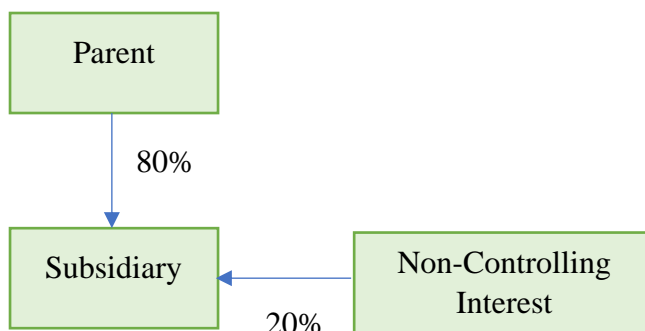 Parent
80%
Subsidiary
Non-Controlling
Interest
20%